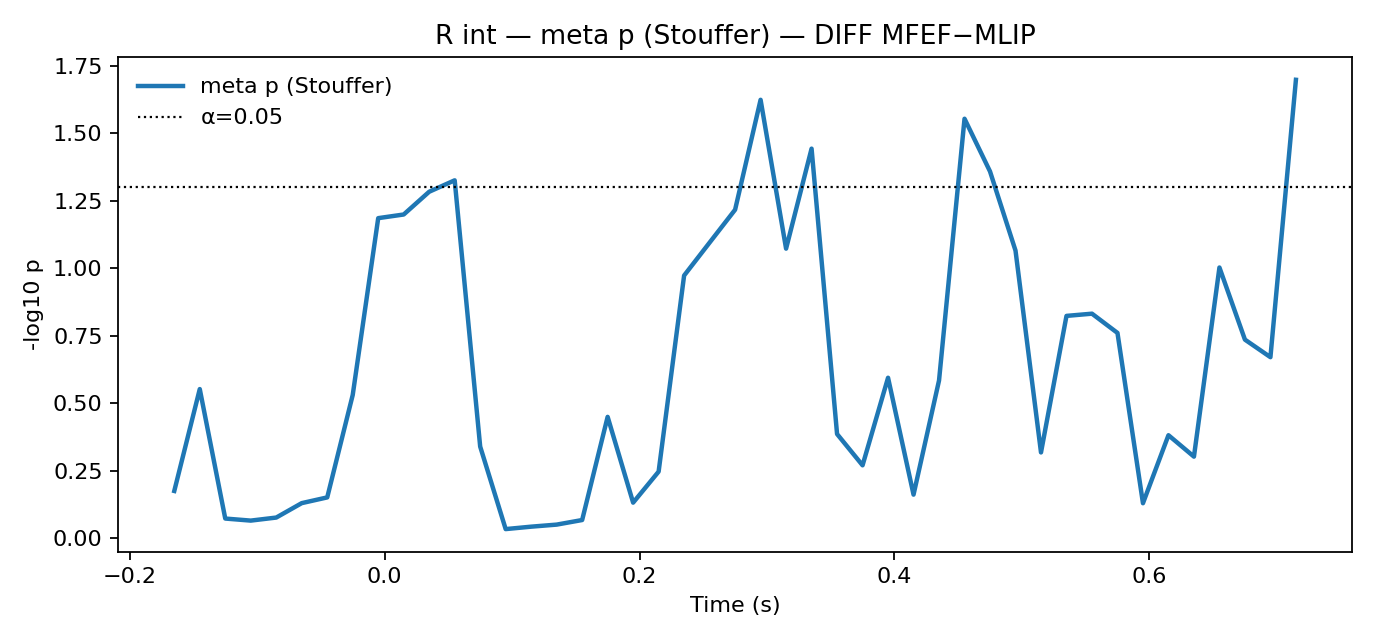 R int — meta p (Stouffer) — DIFF MFEF−MLIP
meta p (Stouffer)
α=0.05
-log10 p
1.75
1.50
1.25
1.00
0.75
0.50
0.25
0.00
−0.2
0.0
0.2
0.4
0.6
Time (s)